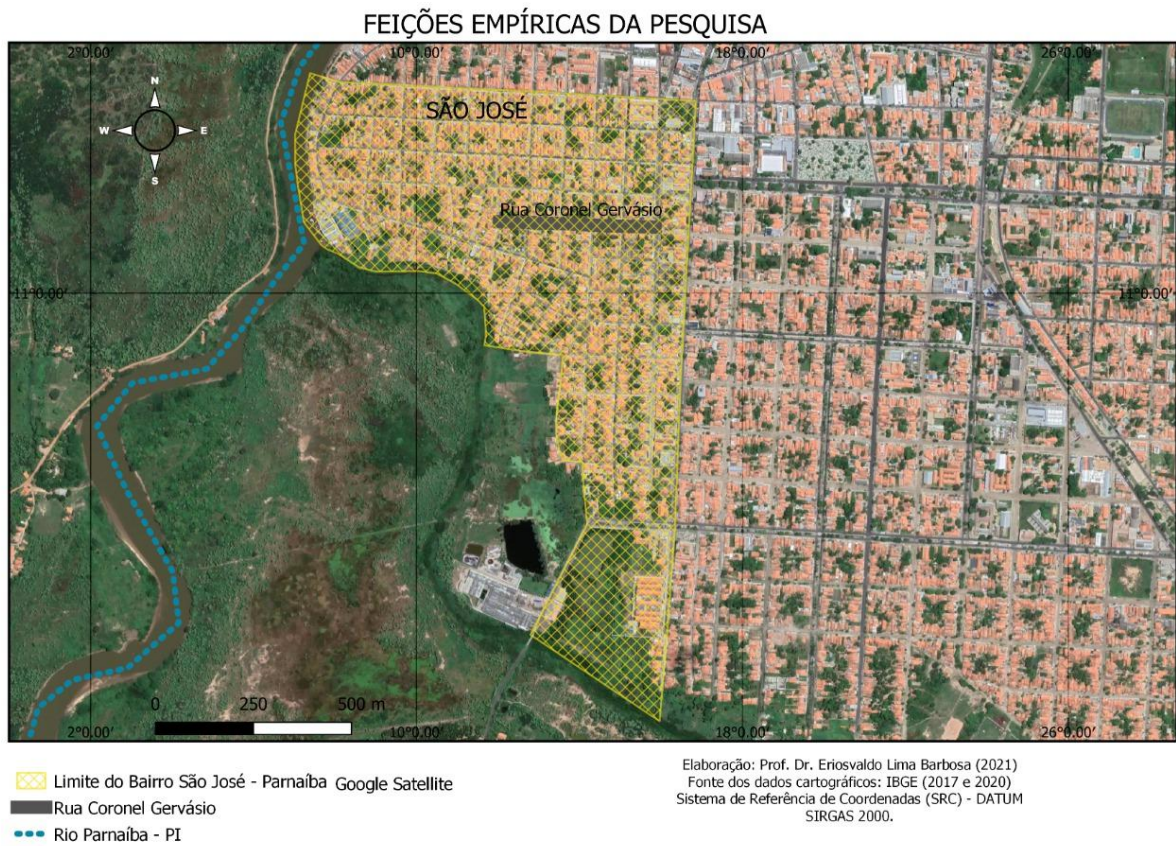 FEIÇÕES EMPÍRICAS DA PESQUISA
2°0.00′ 10°0.00′ 18°0.00′ 26°0.00′
N
W E
S
SÃO JOSÉ
Rua Coronel Gervásio
11°0.00′ 11°0.00′
0 250 500 m
2°0.00′ 10°0.00′ 18°0.00′ 26°0.00′
Limite do Bairro São José - Parnaíba Google Satellite
Rua Coronel Gervásio
Rio Parnaíba - PI
Elaboração: Prof. Dr. Eriosvaldo Lima Barbosa (2021)
Fonte dos dados cartográficos: IBGE (2017 e 2020)
Sistema de Referência de Coordenadas (SRC) - DATUM
SIRGAS 2000.